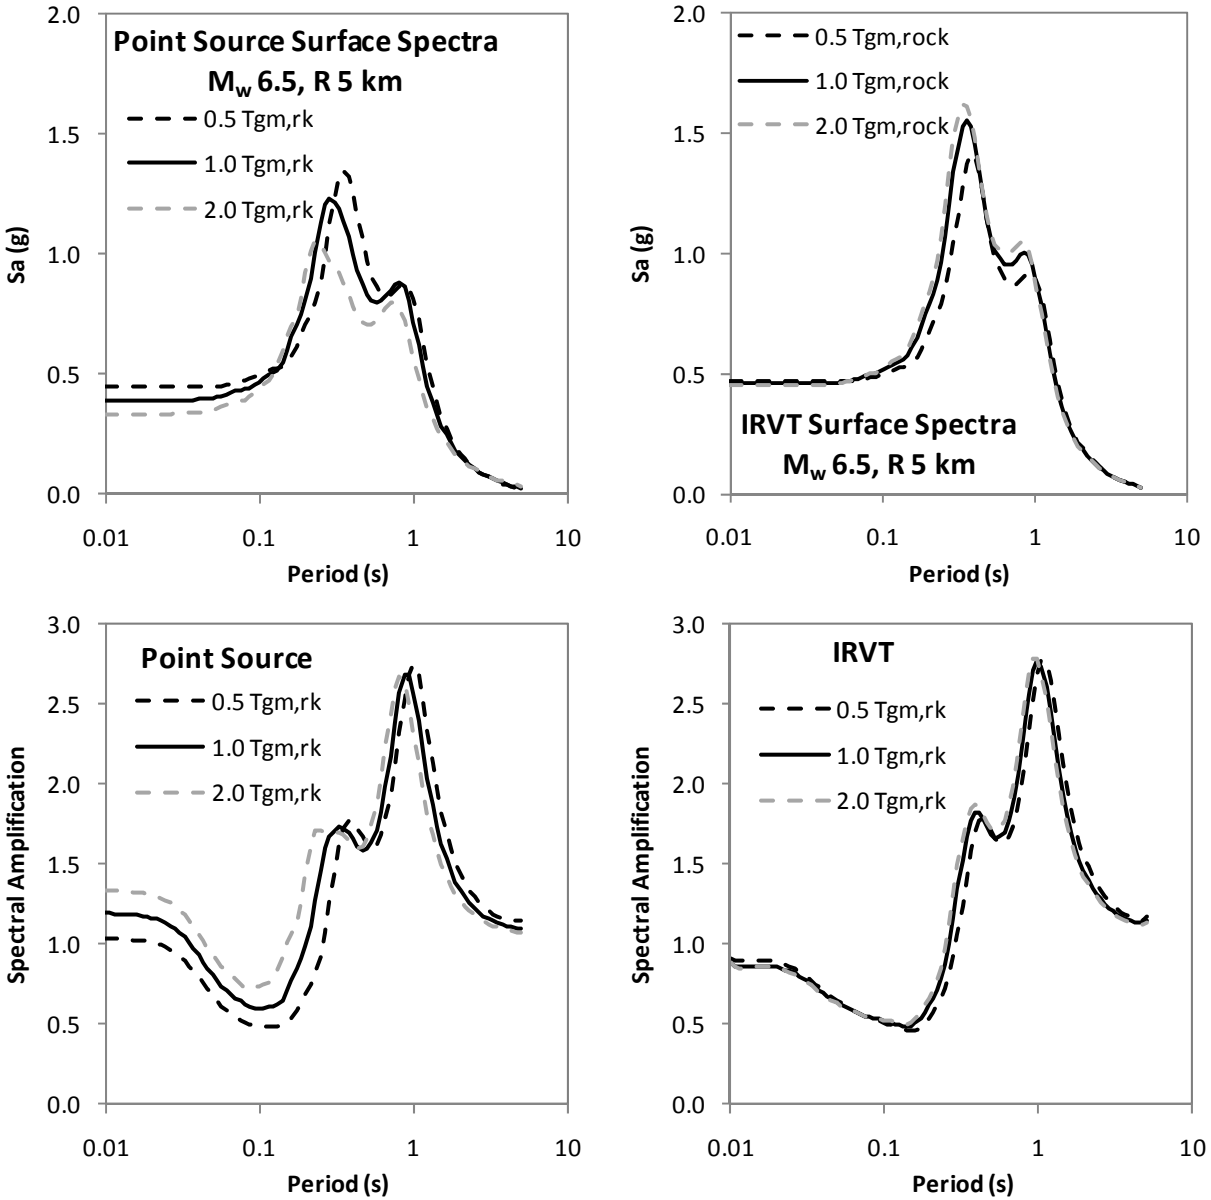 2.0
1.5
1.0
0.5
0.0
Sa (g)
Point Source Surface Spectra
Mw 6.5, R 5 km
0.5 Tgm,rk
1.0 Tgm,rk
2.0 Tgm,rk
0.01 0.1 1 10
Period (s)
2.0
1.5
1.0
0.5
0.0
Sa (g)
0.5 Tgm,rock
1.0 Tgm,rock
2.0 Tgm,rock
IRVT Surface Spectra
Mw 6.5, R 5 km
0.01 0.1 1 10
Period (s)
3.0
2.5
2.0
1.5
1.0
0.5
0.0
Spectral Amplification
Point Source
0.5 Tgm,rk
1.0 Tgm,rk
2.0 Tgm,rk
0.01 0.1 1 10
Period (s)
3.0
2.5
2.0
1.5
1.0
0.5
0.0
Spectral Amplification
IRVT
0.5 Tgm,rk
1.0 Tgm,rk
2.0 Tgm,rk
0.01 0.1 1 10
Period (s)